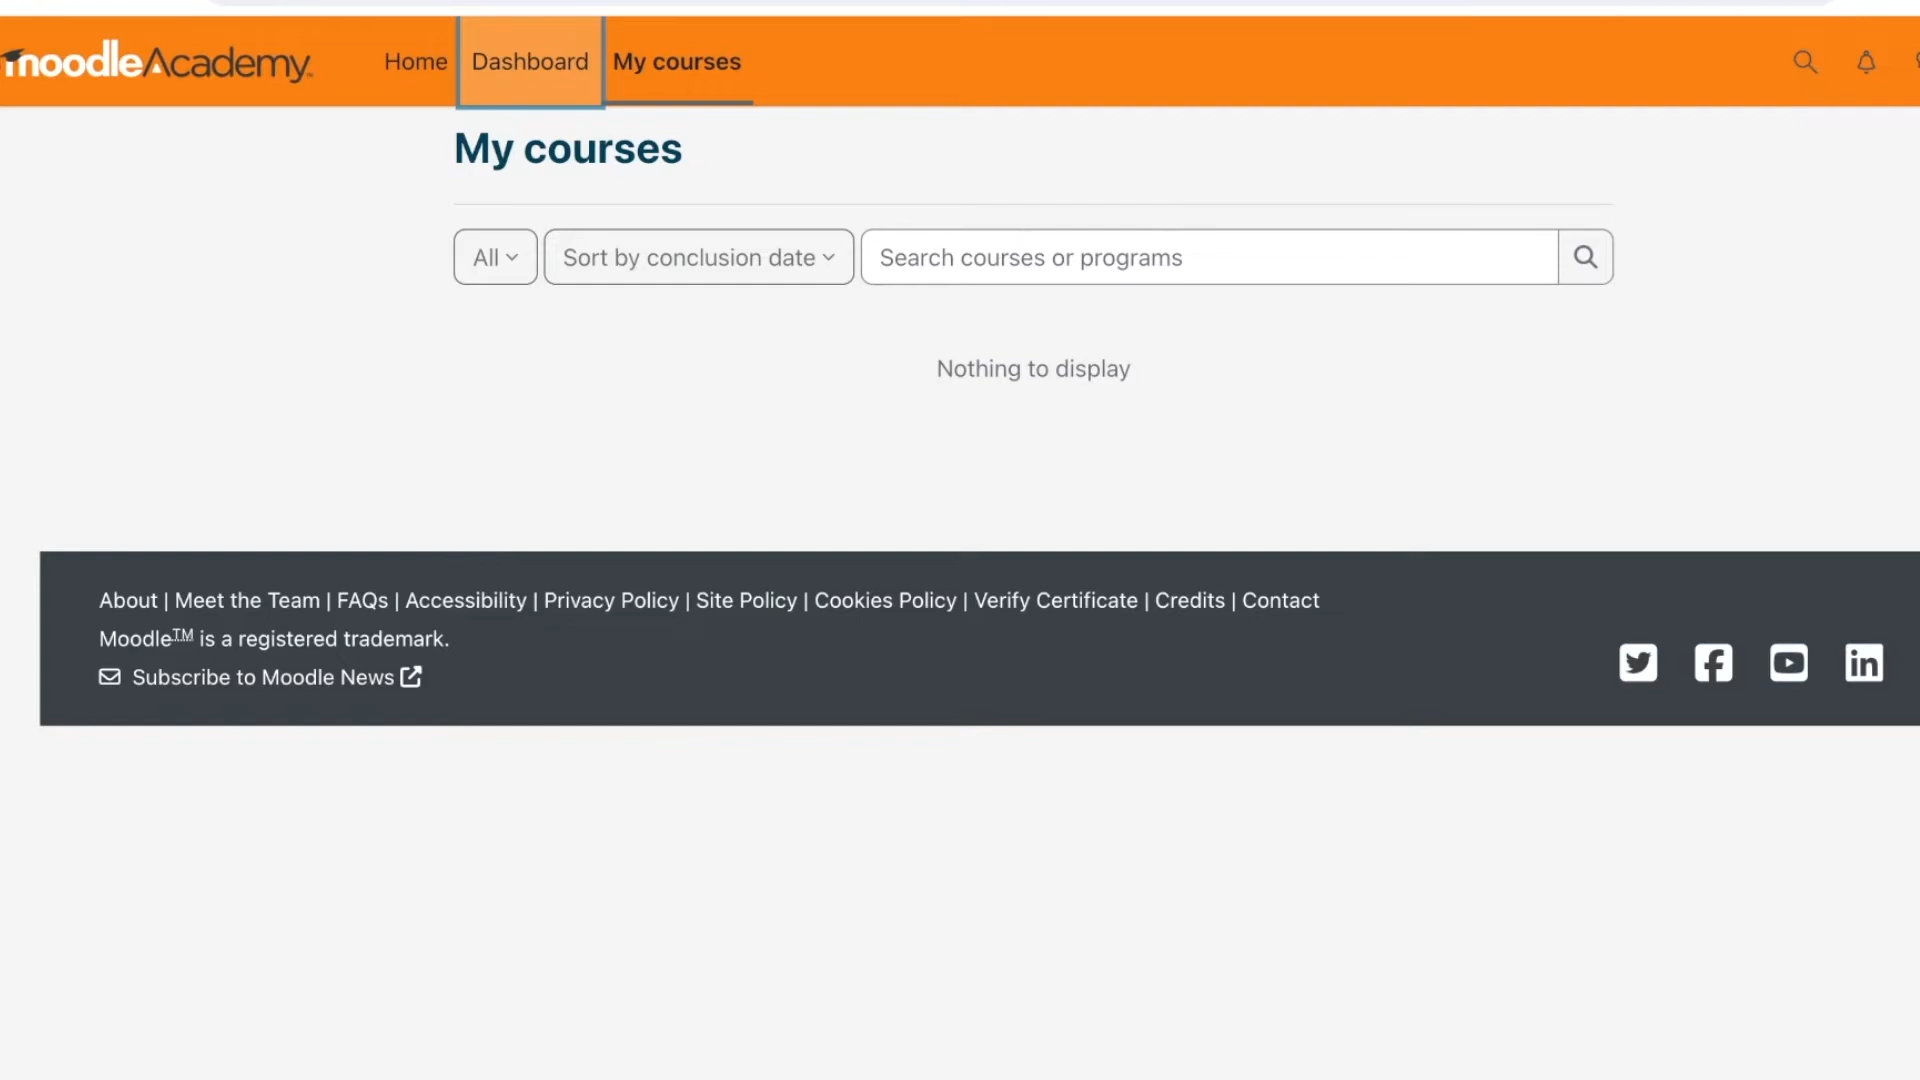 moodleAcademy
Home Dashboard My courses
My courses
All Sort by conclusion date Search courses or programs
Nothing to display
About | Meet the Team | FAQs | Accessibility | Privacy Policy | Site Policy | Cookies Policy | Verify Certificate | Credits | Contact
Moodle™ is a registered trademark.
Subscribe to Moodle News